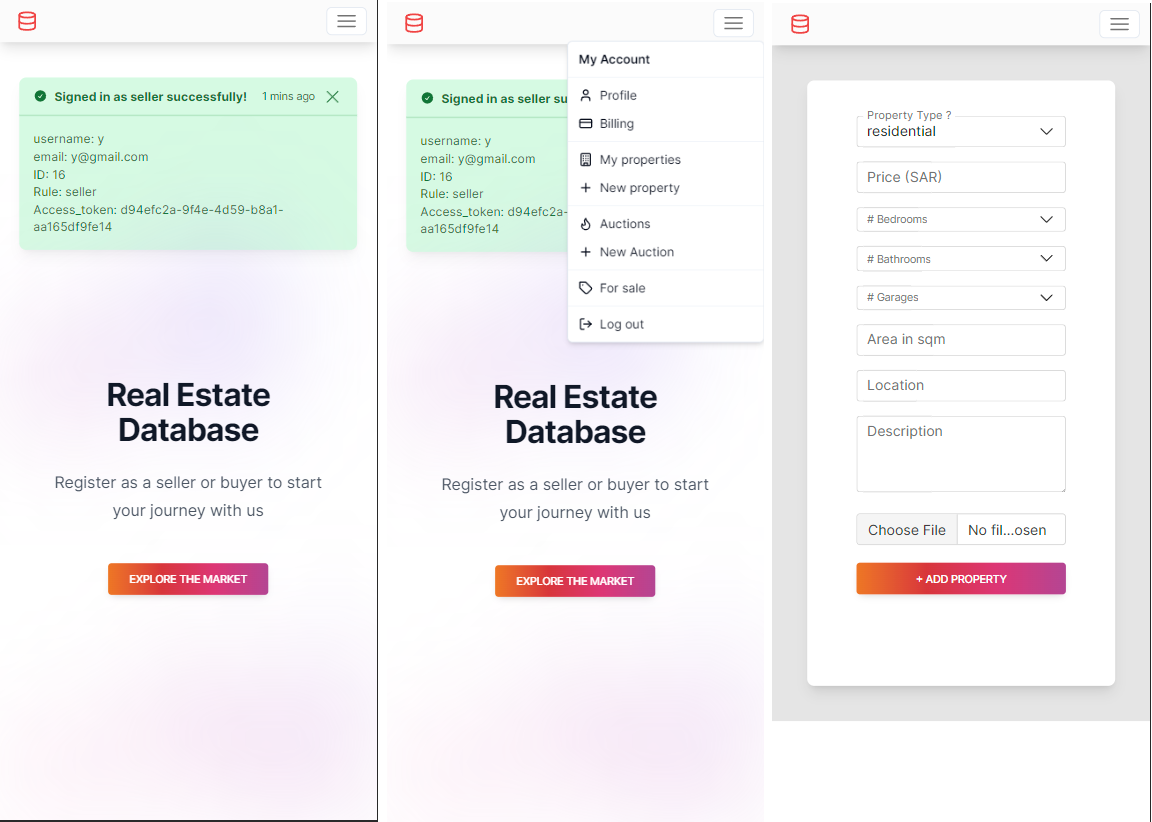 Signed in as seller successfully! 1 mins ago
username: y
email: y@gmail.com
ID: 16
Rule: seller
Access_token: d94efc2a-9f4e-4d59-b8a1-
aa165df9fe14
Real Estate
Database
Register as a seller or buyer to start
your journey with us
EXPLORE THE MARKET
Signed in as seller su
username: y
email: y@gmail.com
ID: 16
Rule: seller
Access_token: d94efc2a-
aa165df9fe14
My Account
Profile
Billing
My properties
New property
Auctions
New Auction
For sale
Log out
Real Estate
Database
Register as a seller or buyer to start
your journey with us
EXPLORE THE MARKET
Property Type ?
residential
Price (SAR)
# Bedrooms
# Bathrooms
# Garages
Area in sqm
Location
Description
Choose File No fil...osen
+ ADD PROPERTY